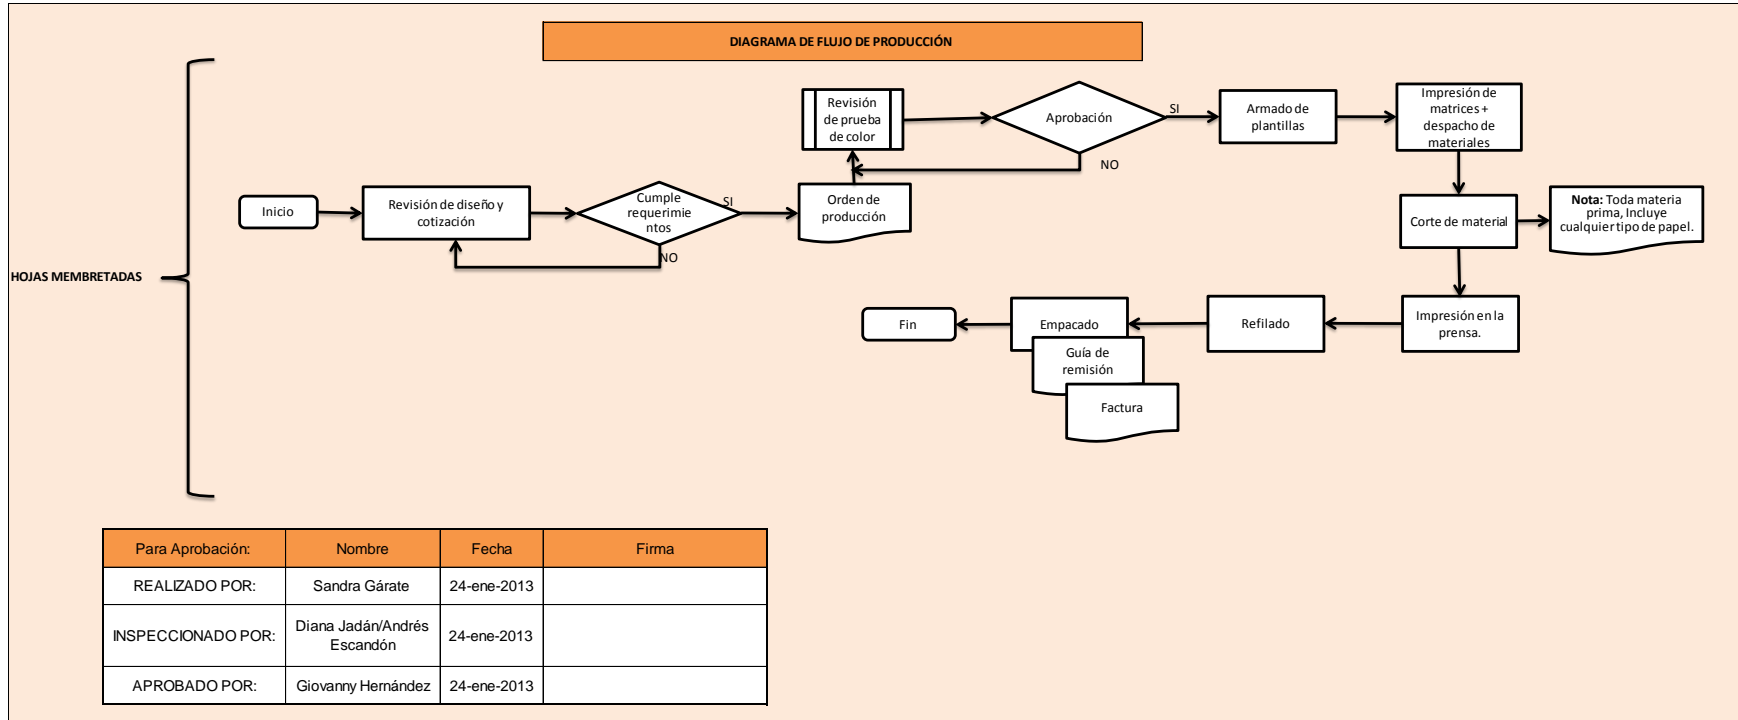 DIAGRAMA DE FLUJO DE PRODUCCIÓN
HOJAS MEMBRETADAS
Inicio
Revisión de diseño y
cotización
Cumple
requerimie
ntos
SI
NO
Orden de
producción
Revisión
de prueba
de color
Aprobación
SI
NO
Armado de
plantillas
Impresión de
matrices +
despacho de
materiales
Corte de material
Nota: Toda materia
prima, Incluye
cualquier tipo de papel.
Impresión en la
prensa.
Refilado
Empacado
Guía de
remisión
Factura
Fin
Para Aprobación: Nombre Fecha Firma
REALIZADO POR: Sandra Gárate 24-ene-2013
INSPECCIONADO POR: Diana Jadán/Andrés
Escandón 24-ene-2013
APROBADO POR: Giovanny Hernández 24-ene-2013